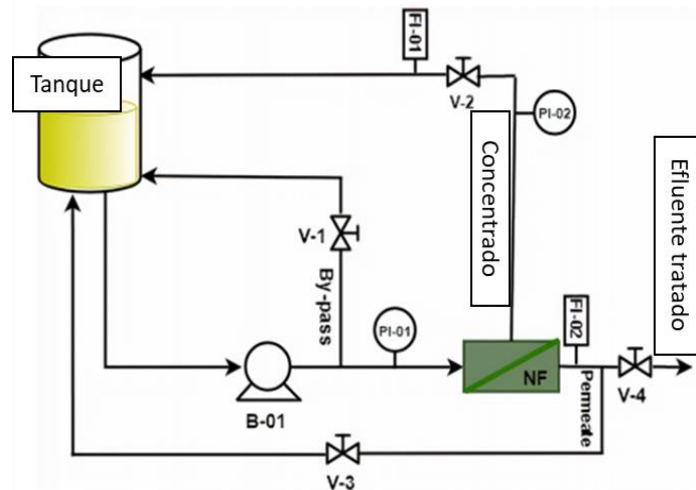 FI-01
Tanque
V-2
PI-02
Concentrado
Efluente tratado
V-1
By-pass
PI-01
FI-02
NF
Permeate
V-4
B-01
V-3